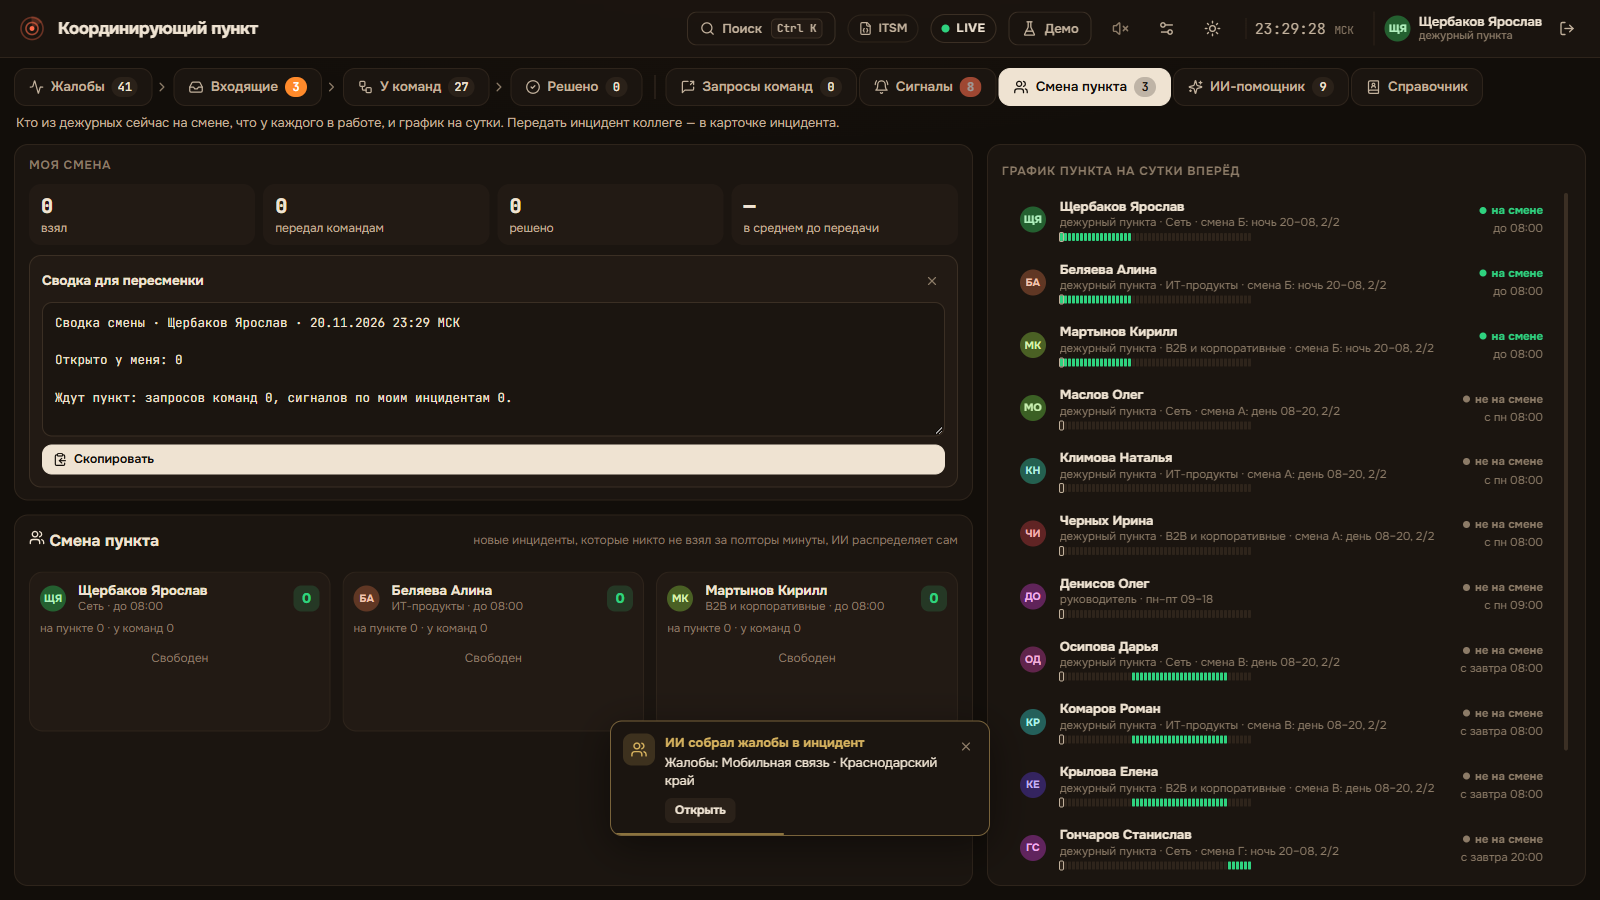 Координирующий пункт
Поиск Ctrl K
ITSM
LIVE
Демо
23:29:28 МСК
ЩЯ
Щербаков Ярослав
дежурный пункта
Жалобы 41
Входящие 3
У команд 27
Решено 0
Запросы команд 0
Сигналы 8
Смена пункта 3
ИИ-помощник 9
Справочник
Кто из дежурных сейчас на смене, что у каждого в работе, и график на сутки. Передать инцидент коллеге — в карточке инцидента.
МОЯ СМЕНА
0
взял
0
передал командам
0
решено
—
в среднем до передачи
Сводка для пересменки
Сводка смены · Щербаков Ярослав · 20.11.2026 23:29 МСК
Открыто у меня: 0
Ждут пункт: запросов команд 0, сигналов по моим инцидентам 0.
Скопировать
Смена пункта
новые инциденты, которые никто не взял за полторы минуты, ИИ распределяет сам
ЩЯ
Щербаков Ярослав
Сеть · до 08:00
0
на пункте 0 · у команд 0
Свободен
БА
Беляева Алина
ИТ-продукты · до 08:00
0
на пункте 0 · у команд 0
Свободен
МК
Мартынов Кирилл
B2B и корпоративные · до 08:00
0
на пункте 0 · у команд 0
Свободен
ИИ собрал жалобы в инцидент
Жалобы: Мобильная связь · Краснодарский
край
Открыть
ГРАФИК ПУНКТА НА СУТКИ ВПЕРЁД
ЩЯ
Щербаков Ярослав
дежурный пункта · Сеть · смена Б: ночь 20–08, 2/2
на смене
до 08:00
БА
Беляева Алина
дежурный пункта · ИТ-продукты · смена Б: ночь 20–08, 2/2
на смене
до 08:00
МК
Мартынов Кирилл
дежурный пункта · B2B и корпоративные · смена Б: ночь 20–08, 2/2
на смене
до 08:00
МО
Маслов Олег
дежурный пункта · Сеть · смена А: день 08–20, 2/2
не на смене
с пн 08:00
КН
Климова Наталья
дежурный пункта · ИТ-продукты · смена А: день 08–20, 2/2
не на смене
с пн 08:00
ЧИ
Черных Ирина
дежурный пункта · B2B и корпоративные · смена А: день 08–20, 2/2
не на смене
с пн 08:00
ДО
Денисов Олег
руководитель · пн–пт 09–18
не на смене
с пн 09:00
ОД
Осипова Дарья
дежурный пункта · Сеть · смена В: день 08–20, 2/2
не на смене
с завтра 08:00
КР
Комаров Роман
дежурный пункта · ИТ-продукты · смена В: день 08–20, 2/2
не на смене
с завтра 08:00
КЕ
Крылова Елена
дежурный пункта · B2B и корпоративные · смена В: день 08–20, 2/2
не на смене
с завтра 08:00
ГС
Гончаров Станислав
дежурный пункта · Сеть · смена Г: ночь 20–08, 2/2
не на смене
с завтра 20:00